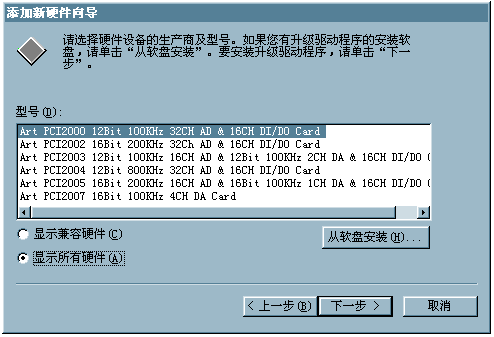 添加新硬件向导
请选择硬件设备的生产商及型号。如果您有升级驱动程序的安装软
盘，请单击“从软盘安装”。要安装升级驱动程序，请单击“下一
步”。
型号(D):
Art PCI2000 12Bit 100KHz 32CH AD & 16CH DI/DO Card
Art PCI2002 16Bit 200KHz 32Ch AD & 16CH DI/DO Card
Art PCI2003 12Bit 100KHz 16CH AD & 12Bit 100KHz 2CH DA & 16CH DI/DO (
Art PCI2004 12Bit 800KHz 32CH AD & 16CH DI/DO Card
Art PCI2005 16Bit 200KHz 16CH AD & 16Bit 100KHz 1CH DA & 16CH DI/DO (
Art PCI2007 16Bit 100KHz 4CH DA Card
显示兼容硬件(C)
从软盘安装(H)...
显示所有硬件(A)
< 上一步(B) 下一步 > 取消